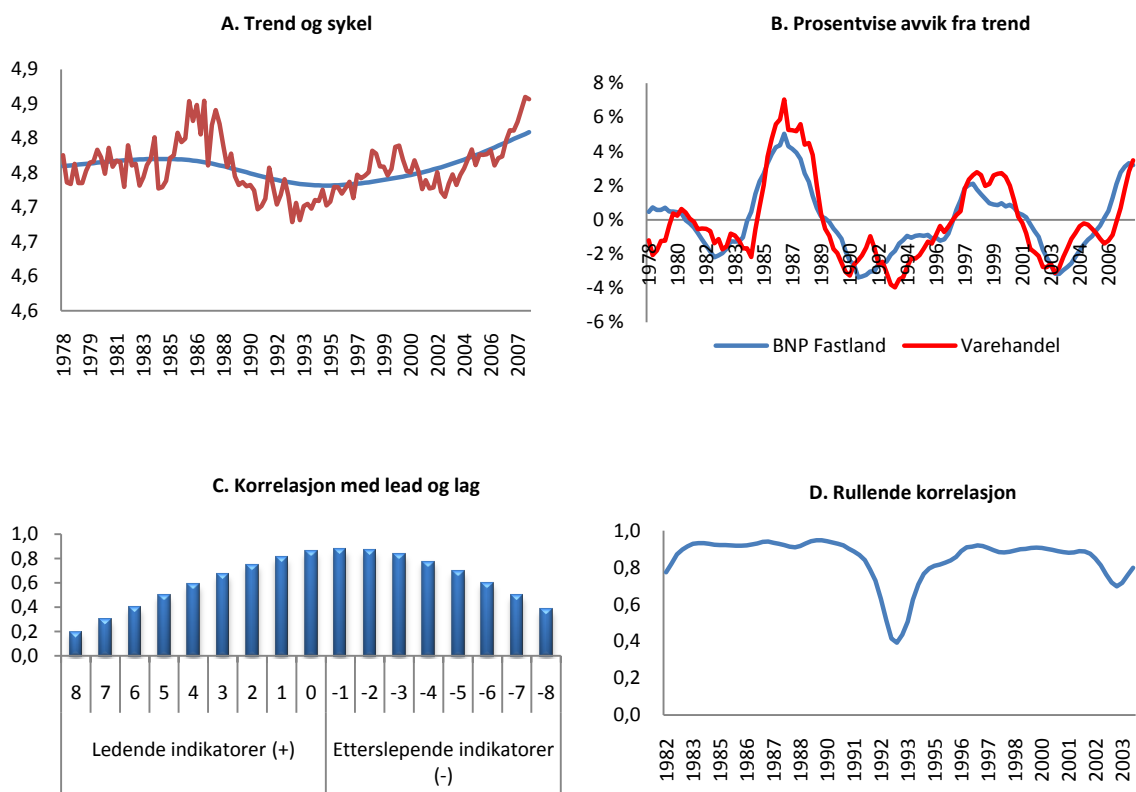 A. Trend og sykel
4,9
4,9
4,8
4,8
4,7
4,7
4,6
4,6
1978 1979 1981 1983 1985 1986 1988 1990 1992 1993 1995 1997 1999 2000 2002 2004 2006 2007
B. Prosentvise avvik fra trend
8 %
6 %
4 %
2 %
0 %
-2 %
-4 %
-6 %
1978 1980 1982 1983 1985 1987 1989 1990 1992 1994 1996 1997 1999 2001 2003 2004 2006
BNP Fastland Varehandel
C. Korrelasjon med lead og lag
1,0
0,8
0,6
0,4
0,2
0,0
8 7 6 5 4 3 2 1 0 -1 -2 -3 -4 -5 -6 -7 -8
Ledende indikatorer (+) Etterslepende indikatorer
(-)
D. Rullende korrelasjon
1,0
0,8
0,6
0,4
0,2
0,0
1982 1983 1985 1986 1987 1989 1990 1991 1992 1993 1995 1996 1997 1998 2000 2001 2002 2003